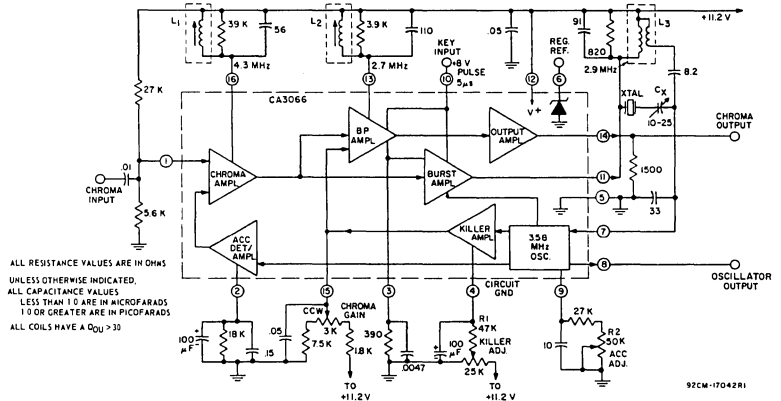 L1
39 K
56
L2
3.9 K
110
.05
91
820
L3
+11.2 V
4.3 MHz
2.7 MHz
KEY
INPUT
+8 V
PULSE
5 µs
REG.
REF.
2.9 MHz
8.2
27 K
16
13
10
12
6
V+
XTAL
CX
10-25
CA3066
CHROMA
OUTPUT
BP
AMPL
OUTPUT
AMPL
14
.01
1
CHROMA
AMPL.
BURST
AMPL
11
1500
CHROMA
INPUT
5
33
5.6 K
ACC
DET/
AMPL
KILLER
AMPL
3.58
MHz
OSC.
7
8
OSCILLATOR
OUTPUT
CIRCUIT
GND
2
15
3
4
9
ALL RESISTANCE VALUES ARE IN OHMS
UNLESS OTHERWISE INDICATED,
ALL CAPACITANCE VALUES
LESS THAN 1.0 ARE IN MICROFARADS
1.0 OR GREATER ARE IN PICOFARADS
ALL COILS HAVE A QOU > 30
100
µF
18 K
.15
.05
CCW
CHROMA
GAIN
3 K
7.5 K
1.8 K
TO
+11.2 V
390
.0047
100
µF
R1
47 K
KILLER
ADJ.
25 K
TO
+11.2 V
10
27 K
R2
50 K
ACC
ADJ.
92CM-17042R1